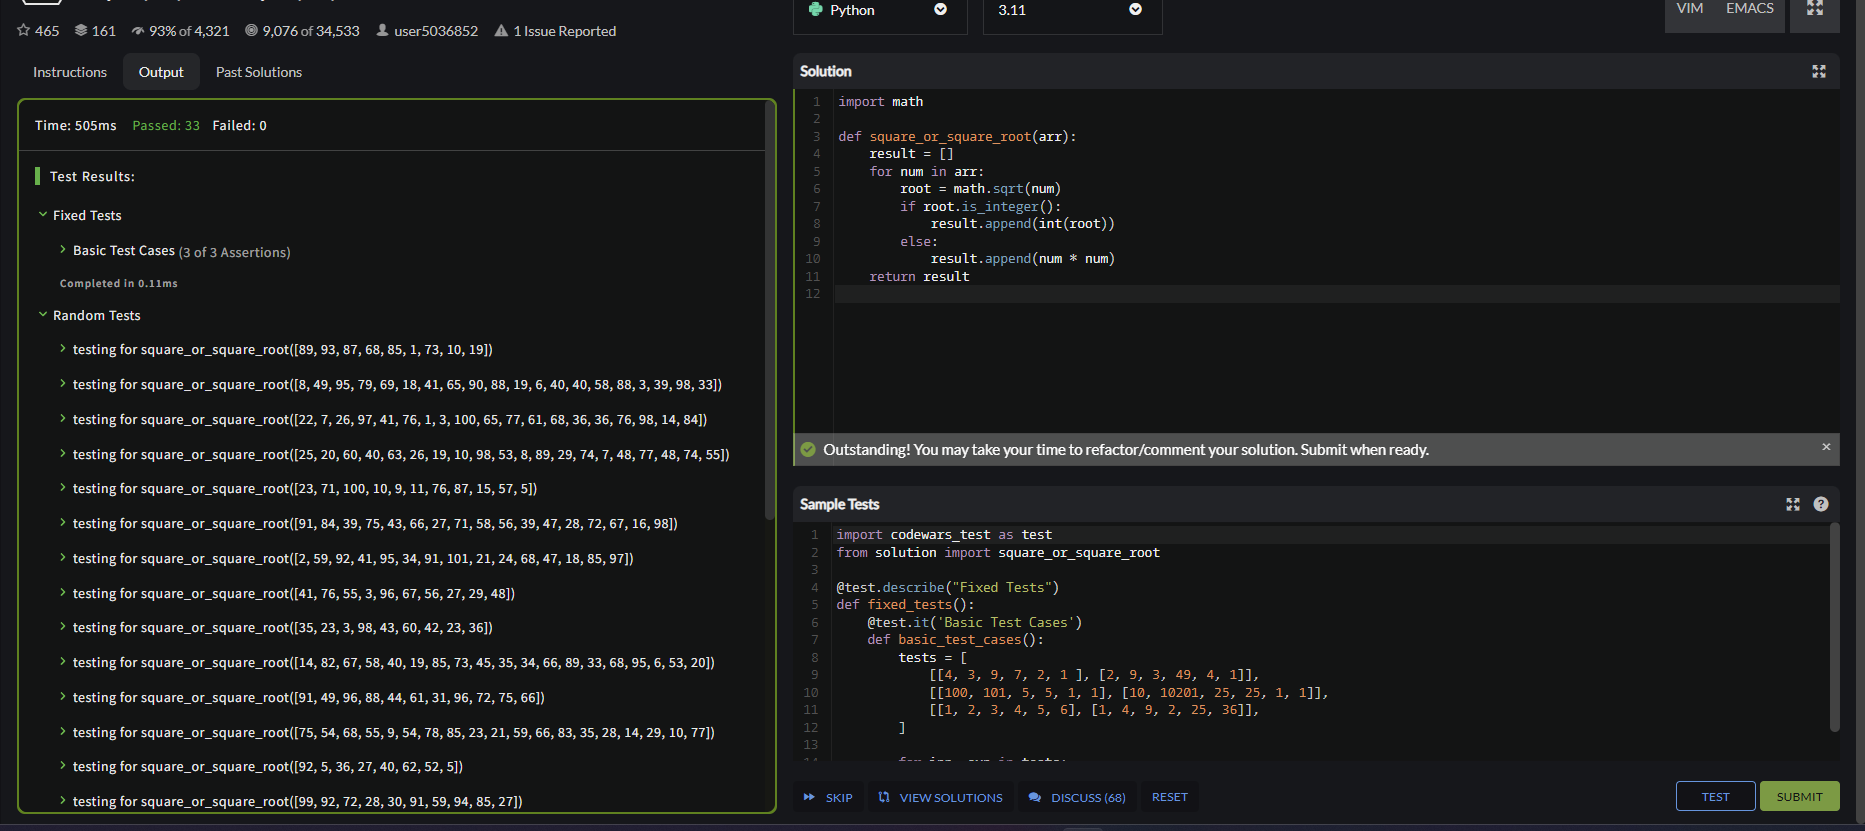 Python
3.11
VIM EMACS
465 161 93% of 4,321 9,076 of 34,533 user5036852 1 Issue Reported
Instructions Output Past Solutions
Time: 505ms Passed: 33 Failed: 0
Test Results:
Fixed Tests
Basic Test Cases (3 of 3 Assertions)
Completed in 0.11ms
Random Tests
testing for square_or_square_root([89, 93, 87, 68, 85, 1, 73, 10, 19])
testing for square_or_square_root([8, 49, 95, 79, 69, 18, 41, 65, 90, 88, 19, 6, 40, 40, 58, 88, 3, 39, 98, 33])
testing for square_or_square_root([22, 7, 26, 97, 41, 76, 1, 3, 100, 65, 77, 61, 68, 36, 36, 76, 98, 14, 84])
testing for square_or_square_root([25, 20, 60, 40, 63, 26, 19, 10, 98, 53, 8, 89, 29, 74, 7, 48, 77, 48, 74, 55])
testing for square_or_square_root([23, 71, 100, 10, 9, 11, 76, 87, 15, 57, 5])
testing for square_or_square_root([91, 84, 39, 75, 43, 66, 27, 71, 58, 56, 39, 47, 28, 72, 67, 16, 98])
testing for square_or_square_root([2, 59, 92, 41, 95, 34, 91, 101, 21, 24, 68, 47, 18, 85, 97])
testing for square_or_square_root([41, 76, 55, 3, 96, 67, 56, 27, 29, 48])
testing for square_or_square_root([35, 23, 3, 98, 43, 60, 42, 23, 36])
testing for square_or_square_root([14, 82, 67, 58, 40, 19, 85, 73, 45, 35, 34, 66, 89, 33, 68, 95, 6, 53, 20])
testing for square_or_square_root([91, 49, 96, 88, 44, 61, 31, 96, 72, 75, 66])
testing for square_or_square_root([75, 54, 68, 55, 9, 54, 78, 85, 23, 21, 59, 66, 83, 35, 28, 14, 29, 10, 77])
testing for square_or_square_root([92, 5, 36, 27, 40, 62, 52, 5])
testing for square_or_square_root([99, 92, 72, 28, 30, 91, 59, 94, 85, 27])
Solution
1 import math
2
3 def square_or_square_root(arr):
4 result = []
5 for num in arr:
6 root = math.sqrt(num)
7 if root.is_integer():
8 result.append(int(root))
9 else:
10 result.append(num * num)
11 return result
12
Outstanding! You may take your time to refactor/comment your solution. Submit when ready. ×
Sample Tests ?
1 import codewars_test as test
2 from solution import square_or_square_root
3
4 @test.describe("Fixed Tests")
5 def fixed_tests():
6 @test.it('Basic Test Cases')
7 def basic_test_cases():
8 tests = [
9 [[4, 3, 9, 7, 2, 1 ], [2, 9, 3, 49, 4, 1]],
10 [[100, 101, 5, 5, 1, 1], [10, 10201, 25, 25, 1, 1]],
11 [[1, 2, 3, 4, 5, 6], [1, 4, 9, 2, 25, 36]],
12 ]
13
SKIP VIEW SOLUTIONS DISCUSS (68) RESET
TEST SUBMIT